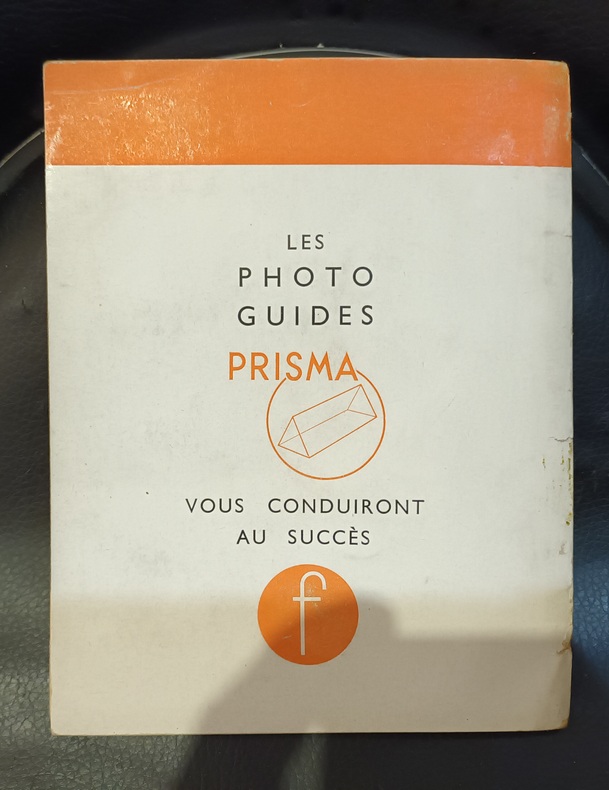 LES
PHOTO
GUIDES
PRISMA
VOUS CONDUIRONT
AU SUCCÈS
f